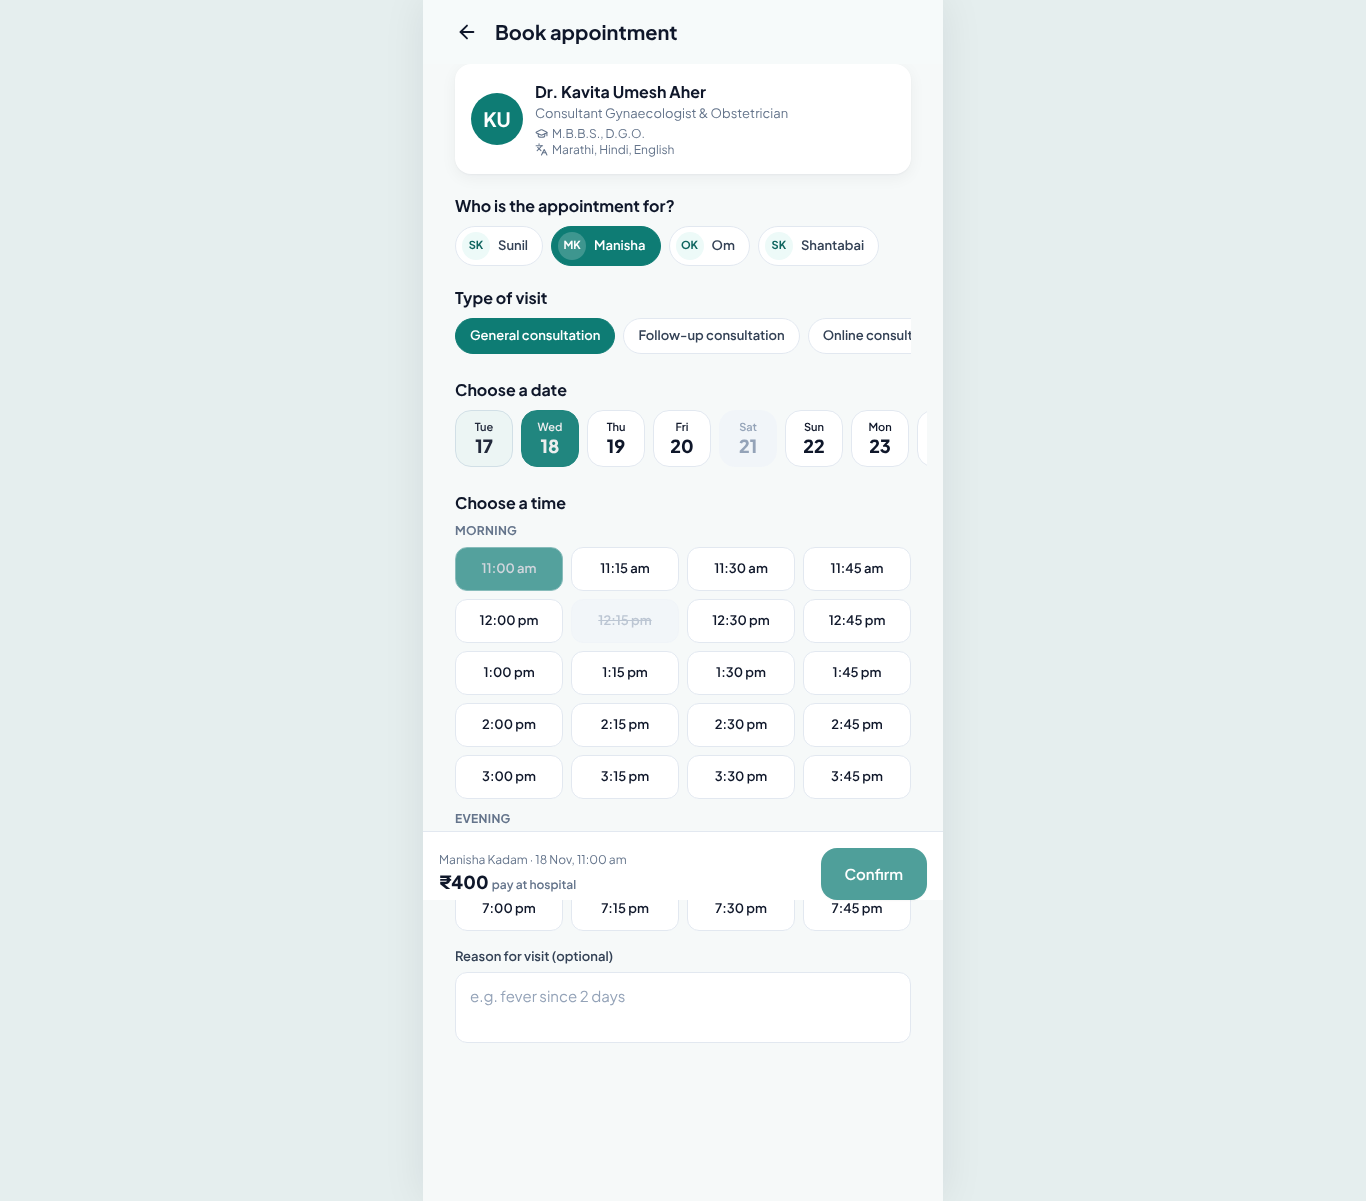 Book appointment
KU
Dr. Kavita Umesh Aher
Consultant Gynaecologist & Obstetrician
M.B.B.S., D.G.O.
Marathi, Hindi, English
Who is the appointment for?
SK Sunil MK Manisha OK Om SK Shantabai
Type of visit
General consultation Follow-up consultation Online consult
Choose a date
Tue Wed Thu Fri Sat Sun Mon
17 18 19 20 21 22 23
Choose a time
MORNING
11:00 am 11:15 am 11:30 am 11:45 am
12:00 pm 12:15 pm 12:30 pm 12:45 pm
1:00 pm 1:15 pm 1:30 pm 1:45 pm
2:00 pm 2:15 pm 2:30 pm 2:45 pm
3:00 pm 3:15 pm 3:30 pm 3:45 pm
EVENING
Manisha Kadam · 18 Nov, 11:00 am
₹400 pay at hospital
Confirm
7:00 pm 7:15 pm 7:30 pm 7:45 pm
Reason for visit (optional)
e.g. fever since 2 days